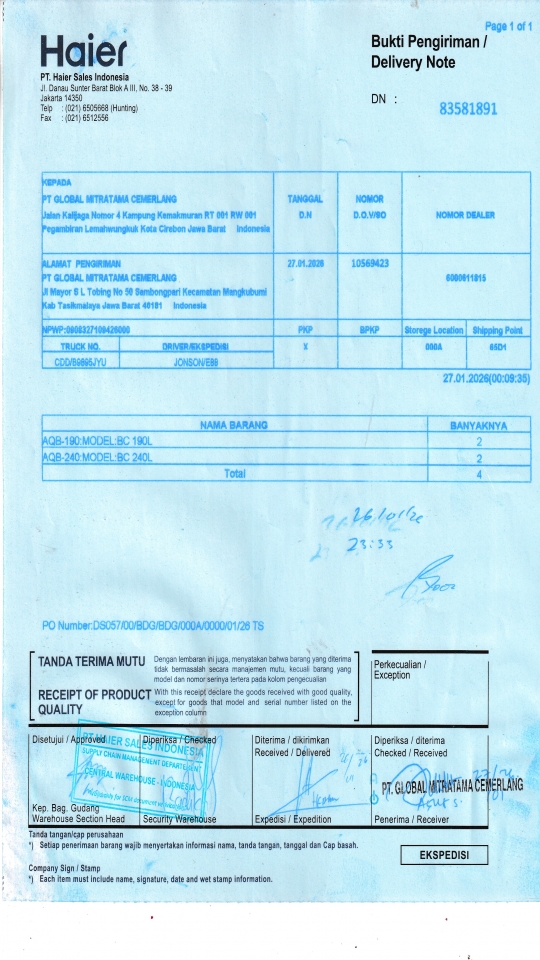 Page 1 of 1
Haier
Bukti Pengiriman /
Delivery Note
PT. Haier Sales Indonesia
Jl. Danau Sunter Barat Blok A III, No. 38 - 39
Jakarta 14350
Telp : (021) 6505668 (Hunting)
Fax : (021) 6512556
DN : 83581891
KEPADA
PT GLOBAL MITRATAMA CEMERLANG
Jalan Kalijaga Nomor 4 Kampung Kemakmuran RT 001 RW 001
Pegambiran Lemahwungkuk Kota Cirebon Jawa Barat Indonesia
TANGGAL
D.N
NOMOR
D.O.V/SO
NOMOR DEALER
ALAMAT PENGIRIMAN
PT GLOBAL MITRATAMA CEMERLANG
Jl Mayor S L Tobing No 50 Sambongpari Kecamatan Mangkubumi
Kab Tasikmalaya Jawa Barat 46181 Indonesia
27.01.2026
10569423
NPWP:
PKP
BPKP
Storege Location
Shipping Point
TRUCK NO.
DRIVER/EKSPEDISI
X
000A
65D1
JONSON/E89
27.01.2026(00:09:35)
NAMA BARANG
BANYAKNYA
AQB-190:MODEL:BC 190L
2
AQB-240:MODEL:BC 240L
2
Total
4
26/01/26
23:33
PO Number:DS057/00/BDG/BDG/000A/0000/01/26 TS
TANDA TERIMA MUTU
Dengan lembaran ini juga, menyatakan bahwa barang yang diterima
tidak bermasalah secara manajemen mutu, kecuali barang yang
model dan nomor serinya tertera pada kolom pengecualian
RECEIPT OF PRODUCT
QUALITY
With this receipt declare the goods received with good quality,
except for goods that model and serial number listed on the
exception column
Perkecualian /
Exception
Disetujui / Approved
Diperiksa / Checked
Diterima / dikirimkan
Received / Delivered
Diperiksa / diterima
Checked / Received
PT HAIER SALES INDONESIA
SUPPLY CHAIN MANAGEMENT DEPARTEMENT
CENTRAL WAREHOUSE - INDONESIA
PT. GLOBAL MITRATAMA CEMERLANG
Kep. Bag. Gudang
Warehouse Section Head
Security Warehouse
Expedisi / Expedition
Penerima / Receiver
Tanda tangan/cap perusahaan
*) Setiap penerimaan barang wajib menyertakan informasi nama, tanda tangan, tanggal dan Cap basah.
EKSPEDISI
Company Sign / Stamp
*) Each item must include name, signature, date and wet stamp information.